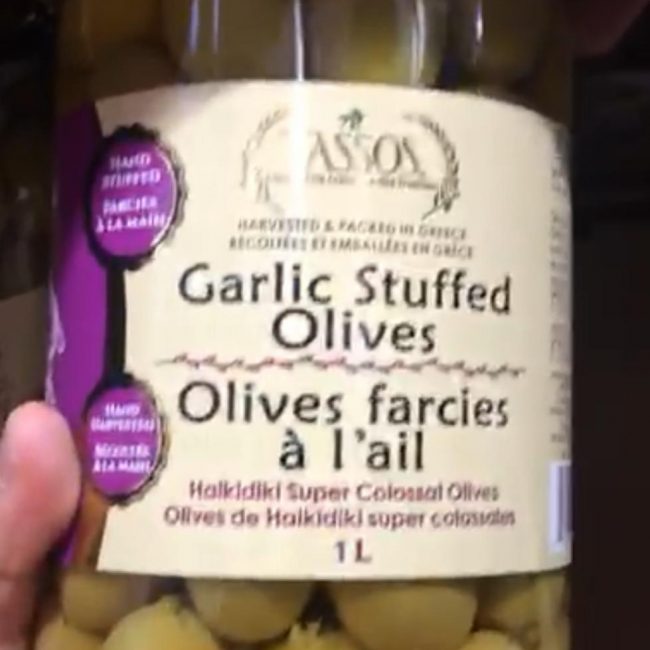 ASSOS
HARVESTED & PACKED IN GREECE
RÉCOLTÉES ET EMBALLÉES EN GRÈCE
Garlic Stuffed
Olives
Olives farcies
à l'ail
Halkidiki Super Colossal Olives
Olives de Halkidiki super colossales
1 L
HAND
STUFFED
FARCIES
À LA MAIN
HAND
HARVESTED
RÉCOLTÉES
À LA MAIN